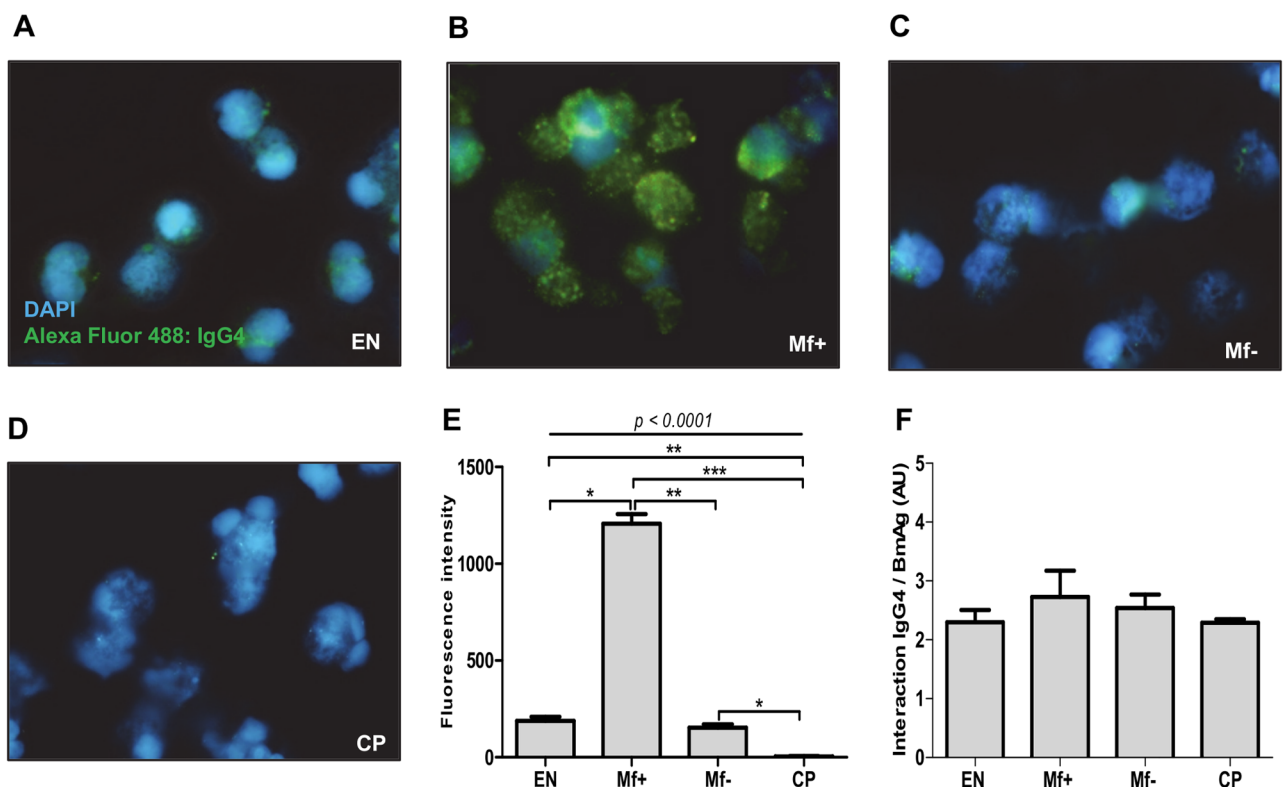 A
B
C
DAPI
Alexa Fluor 488: IgG4
EN
Mf+
Mf-
D
CP
E
p < 0.0001
**
***
* **
*
Fluorescence intensity
1500
1000
500
0
EN Mf+ Mf- CP
F
Interaction IgG4 / BmAg (AU)
5
4
3
2
1
0
EN Mf+ Mf- CP